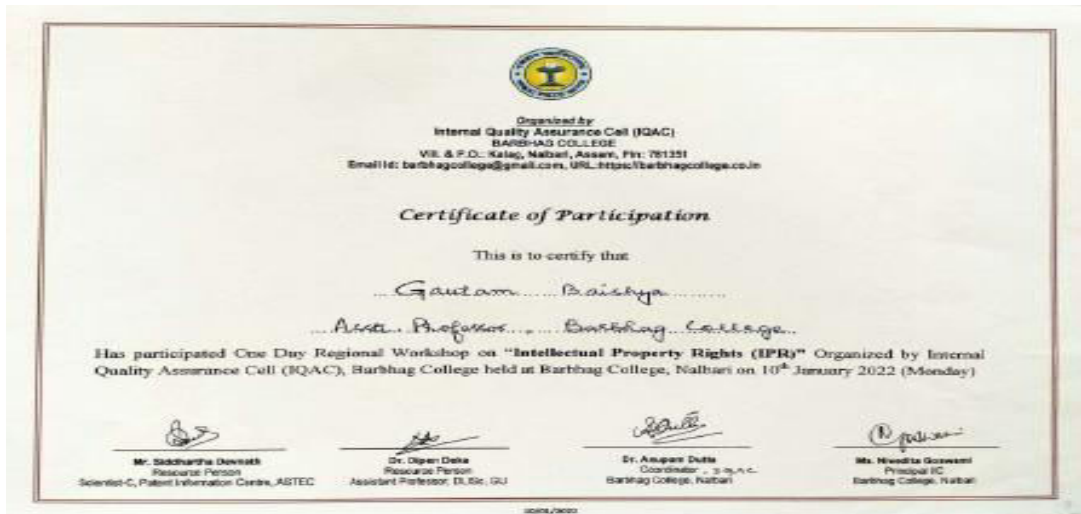 Organized by
Internal Quality Assurance Cell (IQAC)
BARBHAG COLLEGE
Vill. & P.O.: Kalag, Nalbari, Assam, Pin: 781351
Email Id: barbhagcollege@gmail.com, URL:https://barbhagcollege.co.in
Certificate of Participation
This is to certify that
Gautam Baishya
Asstt. Professor, Barbhag College
Has participated One Day Regional Workshop on "Intellectual Property Rights (IPR)" Organized by Internal
Quality Assurance Cell (IQAC), Barbhag College held at Barbhag College, Nalbari on 10th January 2022 (Monday)
Mr. Siddhartha Devnath
Resource Person
Scientist-C, Patent Information Centre, ASTEC
Dr. Dipen Deka
Resource Person
Assistant Professor, DLISc, GU
Dr. Anupam Dutta
Coordinator, IQAC
Barbhag College, Nalbari
Ms. Nivedita Goswami
Principal I/C
Barbhag College, Nalbari